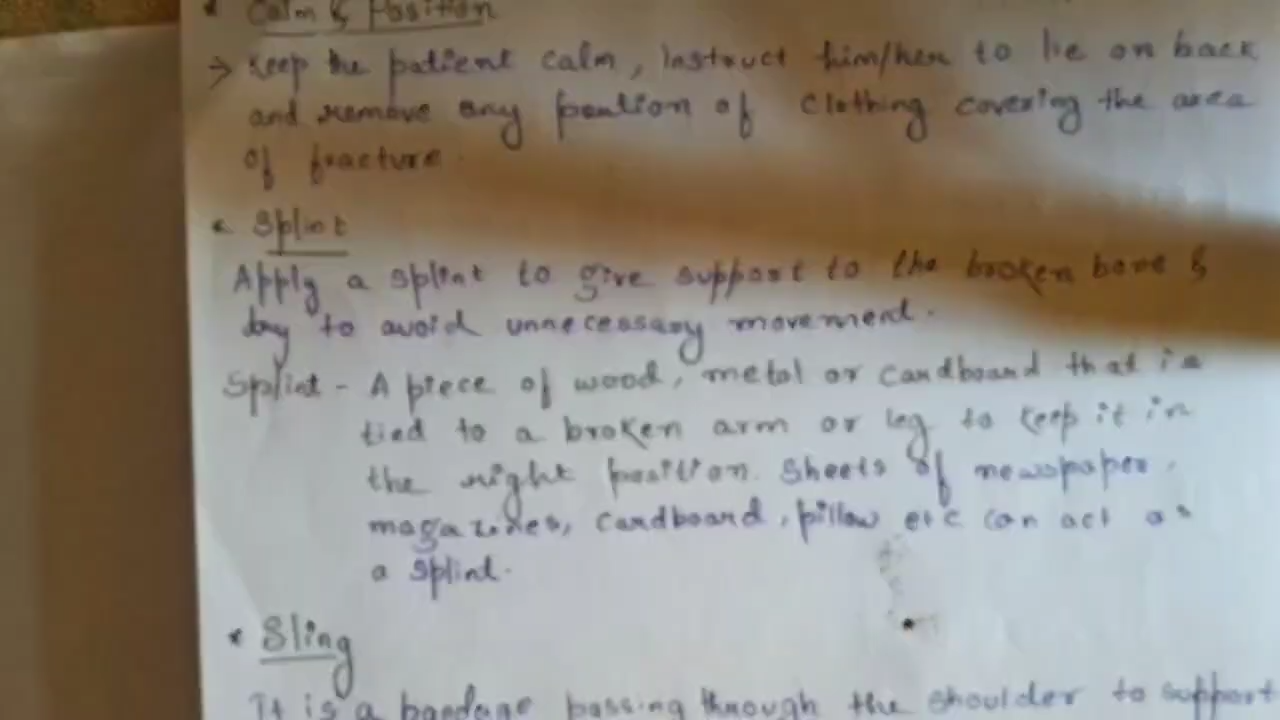 * Calm & Position
→ Keep the patient calm, instruct him/her to lie on back
and remove any portion of clothing covering the area
of fracture.
* Splint
Apply a splint to give support to the broken bone &
to avoid unnecessary movement.
Splint - A piece of wood, metal or cardboard that is
tied to a broken arm or leg to keep it in
the right position. Sheets of newspaper,
magazines, cardboard, pillow etc can act as
a splint.
* Sling
It is a bandage passing through the shoulder to support